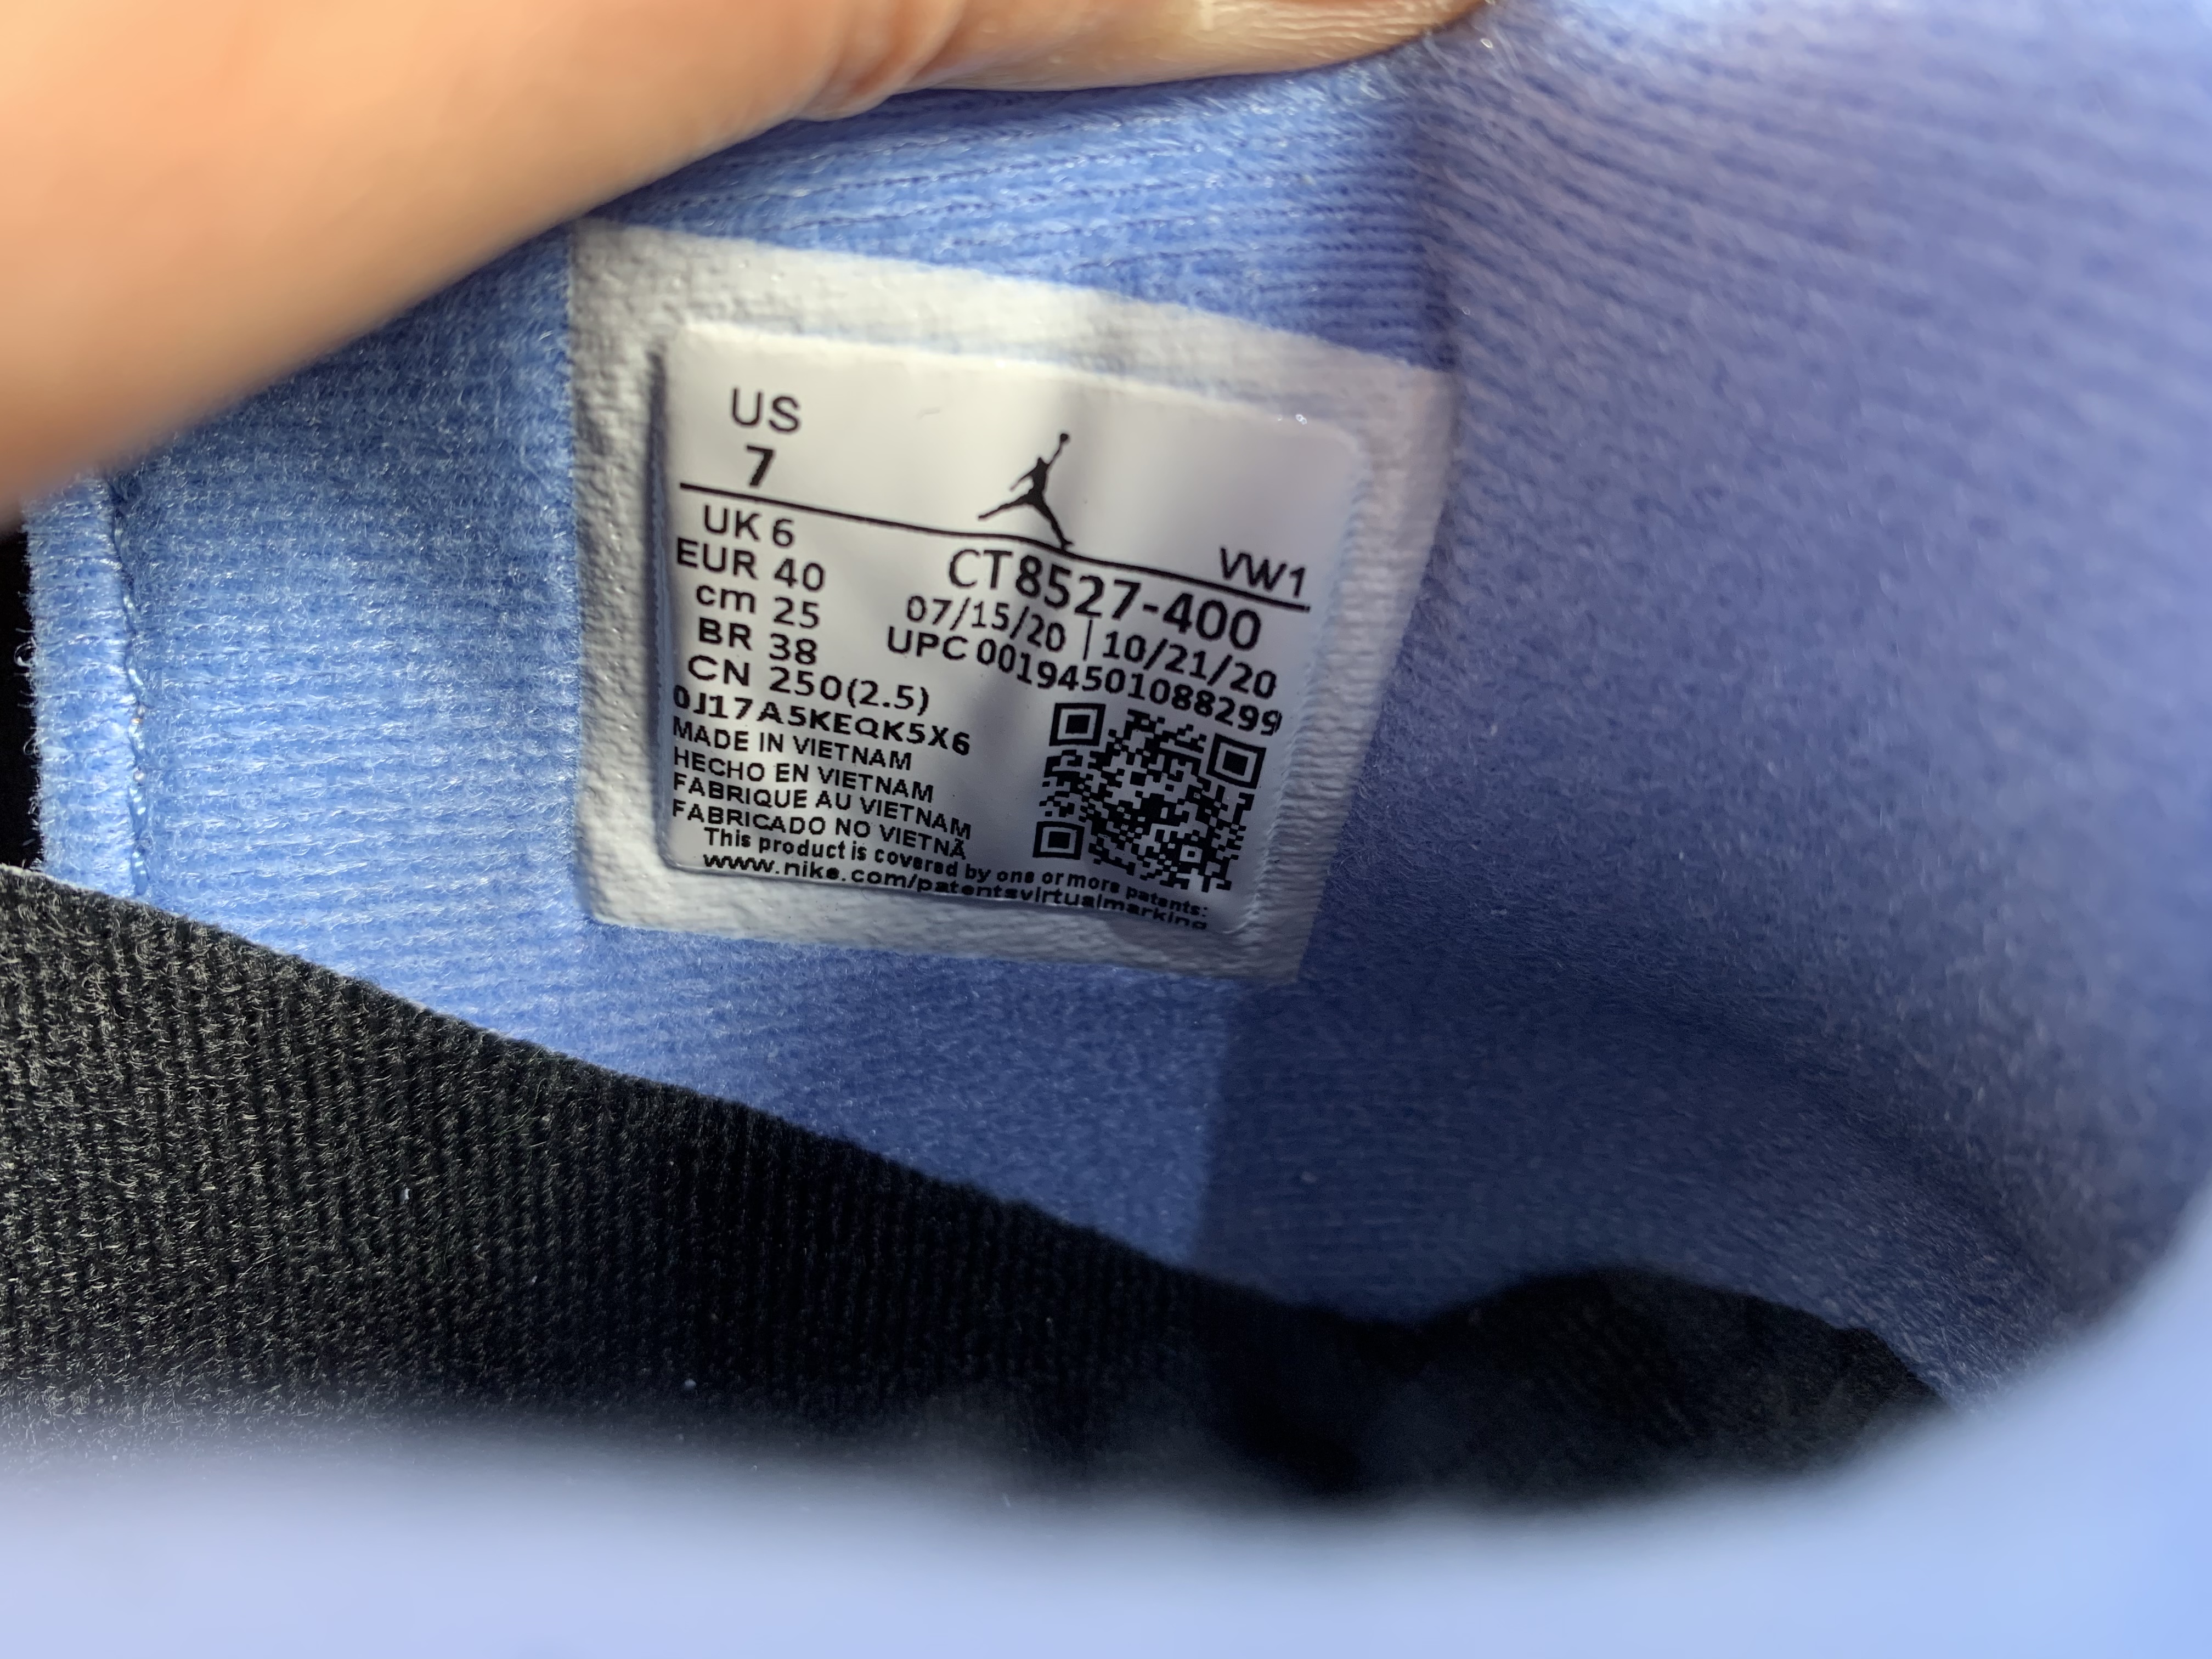 US
7
VW1
UK 6
EUR 40
cm 25
BR 38
CN 250(2.5)
CT8527-400
07/15/20 | 10/21/20
UPC 00194501088299
0J17A5KEQK5X6
MADE IN VIETNAM
HECHO EN VIETNAM
FABRIQUE AU VIETNAM
FABRICADO NO VIETNÃ
This product is covered by one or more patents:
www.nike.com/patentsvirtualmarking